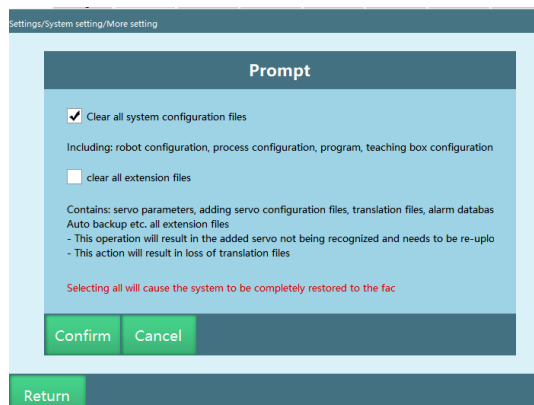 Settings/System setting/More setting
Prompt
Clear all system configuration files
Including: robot configuration, process configuration, program, teaching box configuration
clear all extension files
Contains: servo parameters, adding servo configuration files, translation files, alarm databas
Auto backup etc. all extension files
- This operation will result in the added servo not being recognized and needs to be re-uplo
- This action will result in loss of translation files
Selecting all will cause the system to be completely restored to the fac
Confirm Cancel
Return